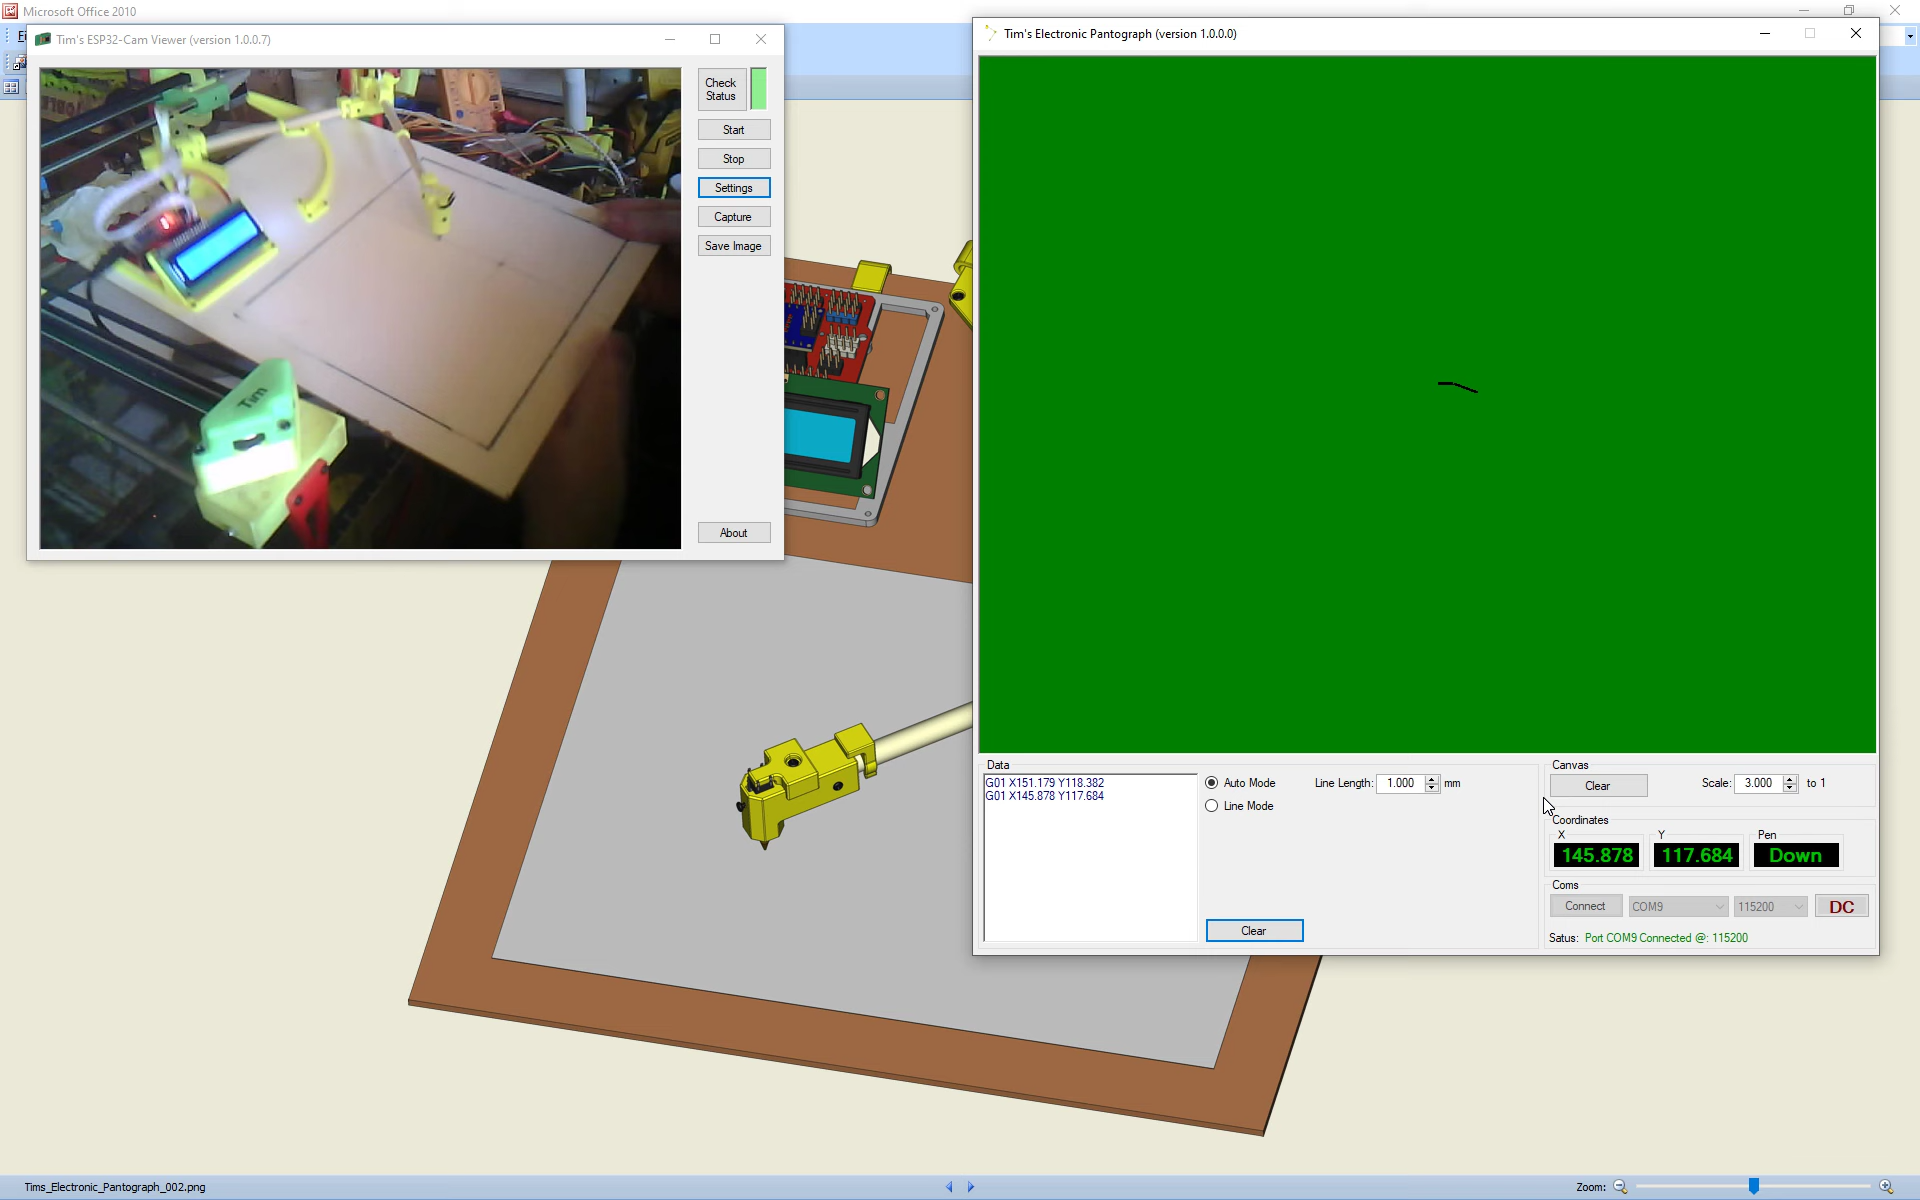 Microsoft Office 2010
Fi
Tim's ESP32-Cam Viewer (version 1.0.0.7)
Check
Status
Start
Stop
Settings
Capture
Save Image
About
Tim
Tim's Electronic Pantograph (version 1.0.0.0)
Data
G01 X151.179 Y118.382
G01 X145.878 Y117.684
Auto Mode
Line Mode
Line Length: 1.000 mm
Clear
Canvas
Clear
Scale: 3.000 to 1
Coordinates
X Y Pen
145.878 117.684 Down
Coms
Connect COM9 115200 DC
Satus: Port COM9 Connected @: 115200
Tims_Electronic_Pantograph_002.png
Zoom: